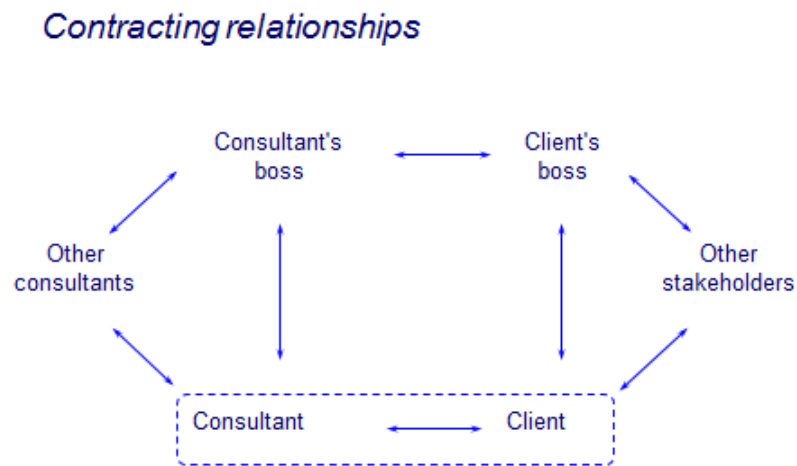 Contracting relationships
Consultant's
boss
Client's
boss
Other
consultants
Other
stakeholders
Consultant
Client